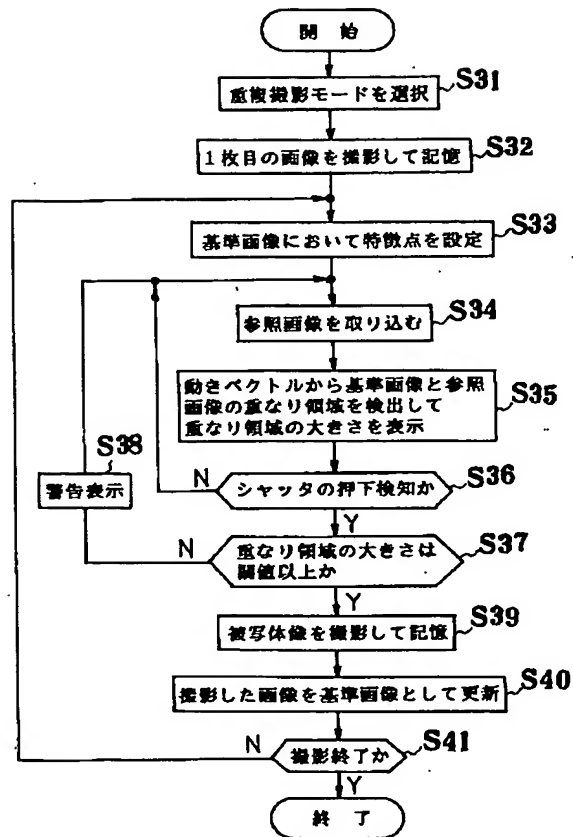 開 始
S31
重複撮影モードを選択
S32
1枚目の画像を撮影して記憶
S33
基準画像において特徴点を設定
S34
参照画像を取り込む
S35
動きベクトルから基準画像と参照
画像の重なり領域を検出して
重なり領域の大きさを表示
S38
警告表示
N
シャッタの押下検知か
S36
Y
N
重なり領域の大きさは
閾値以上か
S37
Y
被写体像を撮影して記憶
S39
撮影した画像を基準画像として更新
S40
N
撮影終了か
S41
Y
終 了